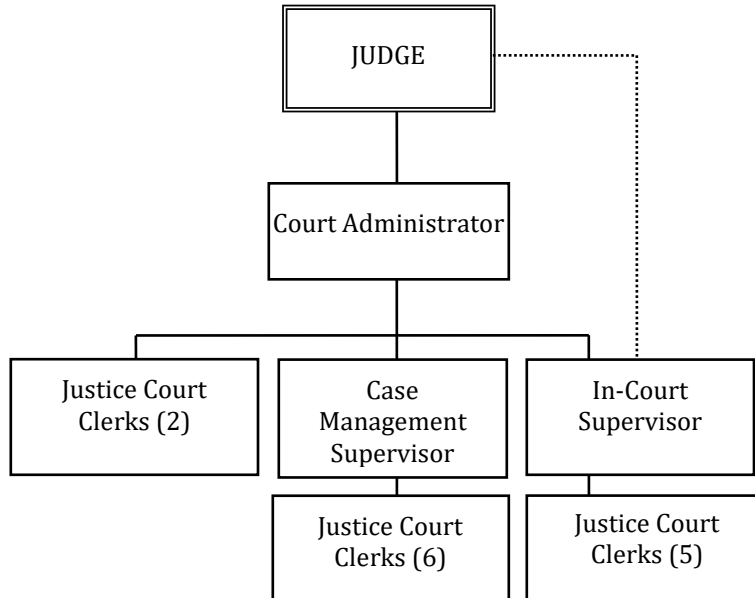 JUDGE
Court Administrator
Justice Court
Clerks (2)
Case
Management
Supervisor
In-Court
Supervisor
Justice Court
Clerks (6)
Justice Court
Clerks (5)